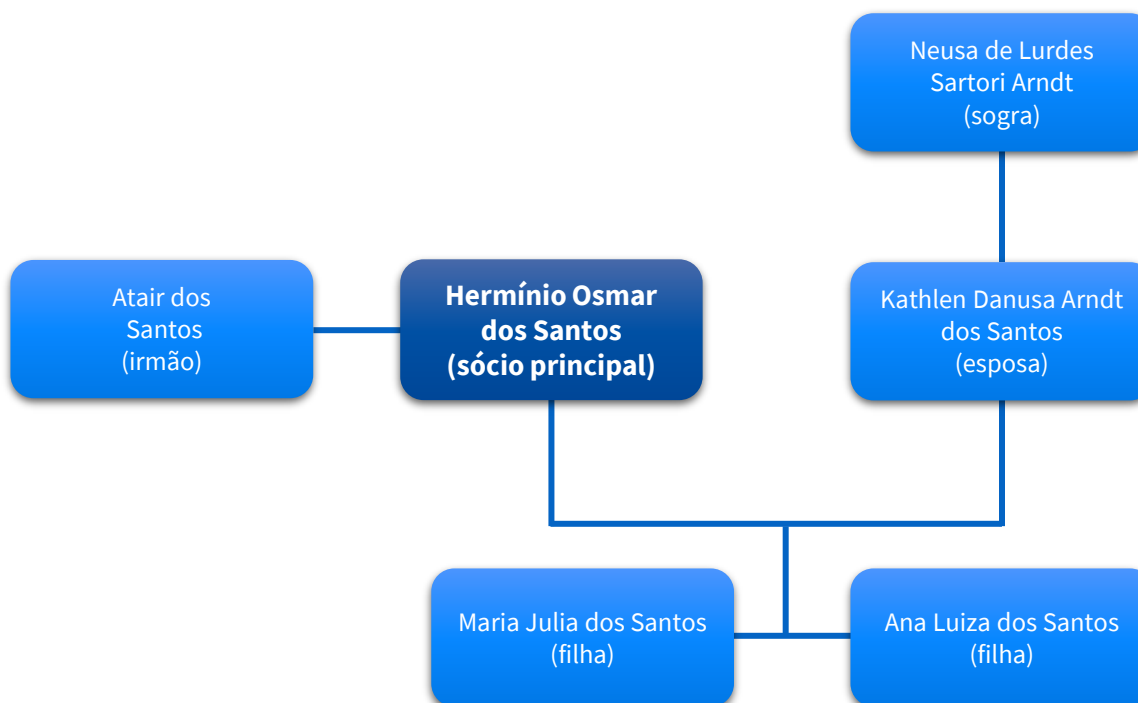 Neusa de Lurdes
Sartori Arndt
(sogra)
Atair dos
Santos
(irmão)
Hermínio Osmar
dos Santos
(sócio principal)
Kathlen Danusa Arndt
dos Santos
(esposa)
Maria Julia dos Santos
(filha)
Ana Luiza dos Santos
(filha)